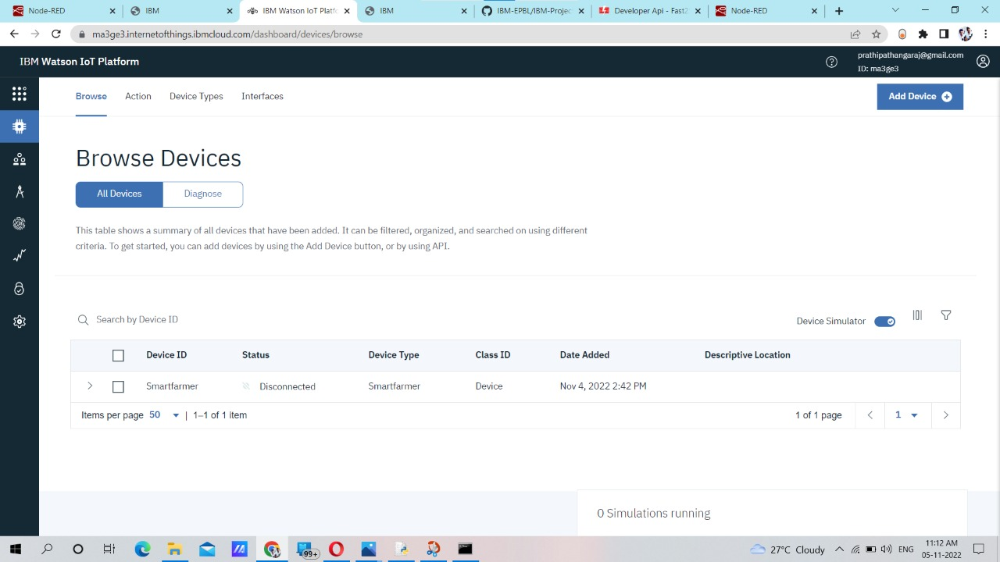 Node-RED
IBM
IBM Watson IoT Platf
IBM
IBM-EPBL/IBM-Projec
Developer Api - Fast2
Node-RED
ma3ge3.internetofthings.ibmcloud.com/dashboard/devices/browse
IBM Watson IoT Platform
prathipathangaraj@gmail.com
ID: ma3ge3
Browse Action Device Types Interfaces
Add Device
Browse Devices
All Devices Diagnose
This table shows a summary of all devices that have been added. It can be filtered, organized, and searched on using different
criteria. To get started, you can add devices by using the Add Device button, or by using API.
Search by Device ID
Device Simulator
Device ID Status Device Type Class ID Date Added Descriptive Location
Smartfarmer Disconnected Smartfarmer Device Nov 4, 2022 2:42 PM
Items per page 50 | 1–1 of 1 item
1 of 1 page 1
0 Simulations running
99+
27°C Cloudy
ENG
11:12 AM
05-11-2022